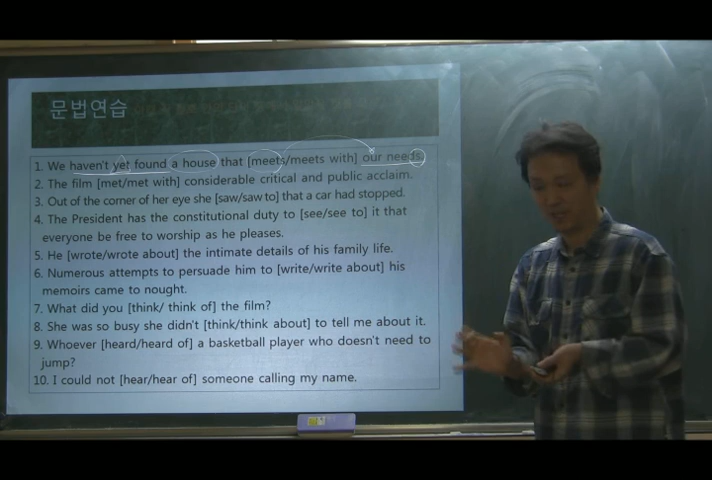 문법연습
1. We haven't yet found a house that [meets/meets with] our needs.
2. The film [met/met with] considerable critical and public acclaim.
3. Out of the corner of her eye she [saw/saw to] that a car had stopped.
4. The President has the constitutional duty to [see/see to] it that
everyone be free to worship as he pleases.
5. He [wrote/wrote about] the intimate details of his family life.
6. Numerous attempts to persuade him to [write/write about] his
memoirs came to nought.
7. What did you [think/ think of] the film?
8. She was so busy she didn't [think/think about] to tell me about it.
9. Whoever [heard/heard of] a basketball player who doesn't need to
jump?
10. I could not [hear/hear of] someone calling my name.